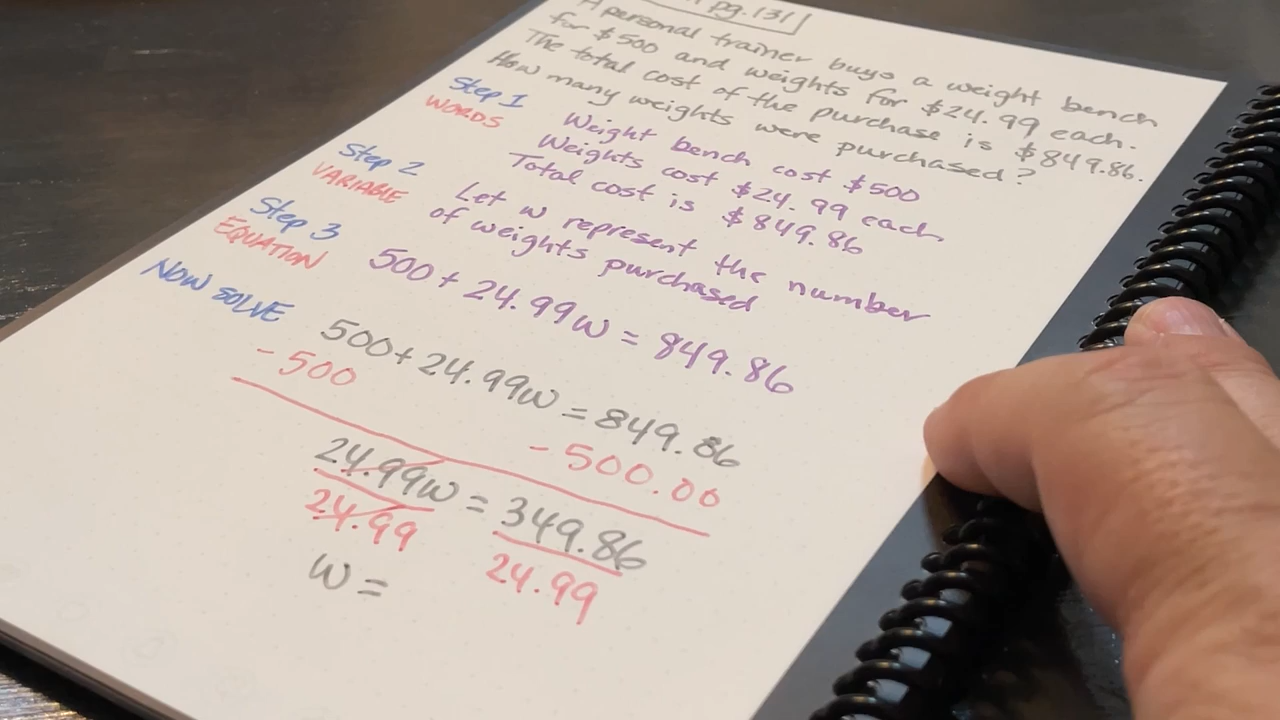 pg. 131
A personal trainer buys a weight bench
for $500 and weights for $24.99 each.
The total cost of the purchase is $849.86.
How many weights were purchased?
Step 1
WORDS
Weight bench cost $500
Weights cost $24.99 each
Total cost is $849.86
Step 2
VARIABLE
Let w represent the number
of weights purchased
Step 3
EQUATION
500 + 24.99w = 849.86
NOW SOLVE
500 + 24.99w = 849.86
- 500 - 500.00
24.99w = 349.86
24.99 24.99
w =